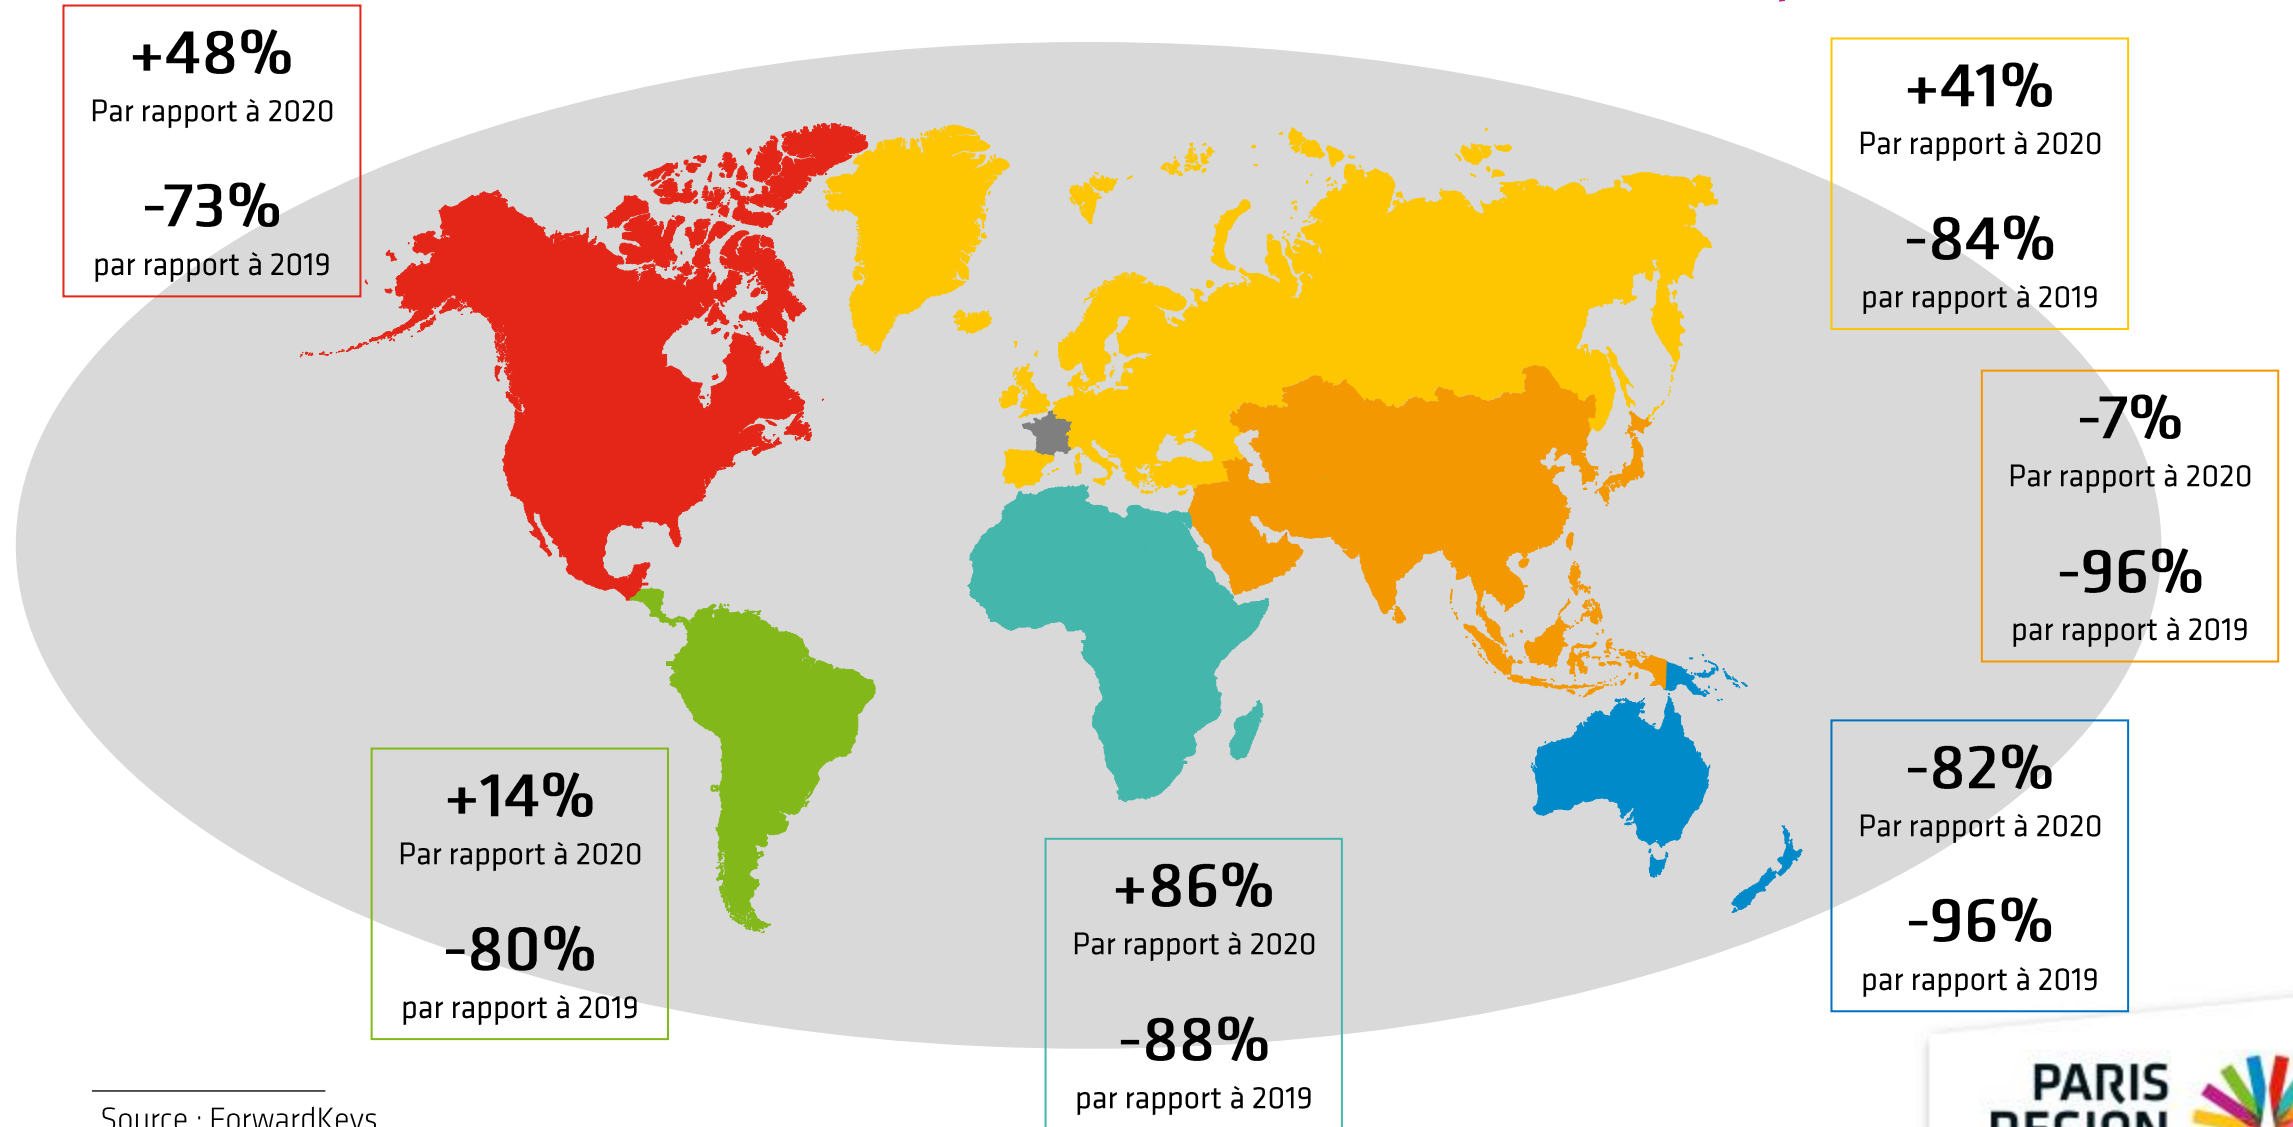 +48%
Par rapport à 2020
-73%
par rapport à 2019
+41%
Par rapport à 2020
-84%
par rapport à 2019
-7%
Par rapport à 2020
-96%
par rapport à 2019
+14%
Par rapport à 2020
-80%
par rapport à 2019
+86%
Par rapport à 2020
-88%
par rapport à 2019
-82%
Par rapport à 2020
-96%
par rapport à 2019
Source : ForwardKeys
PARIS
REGION